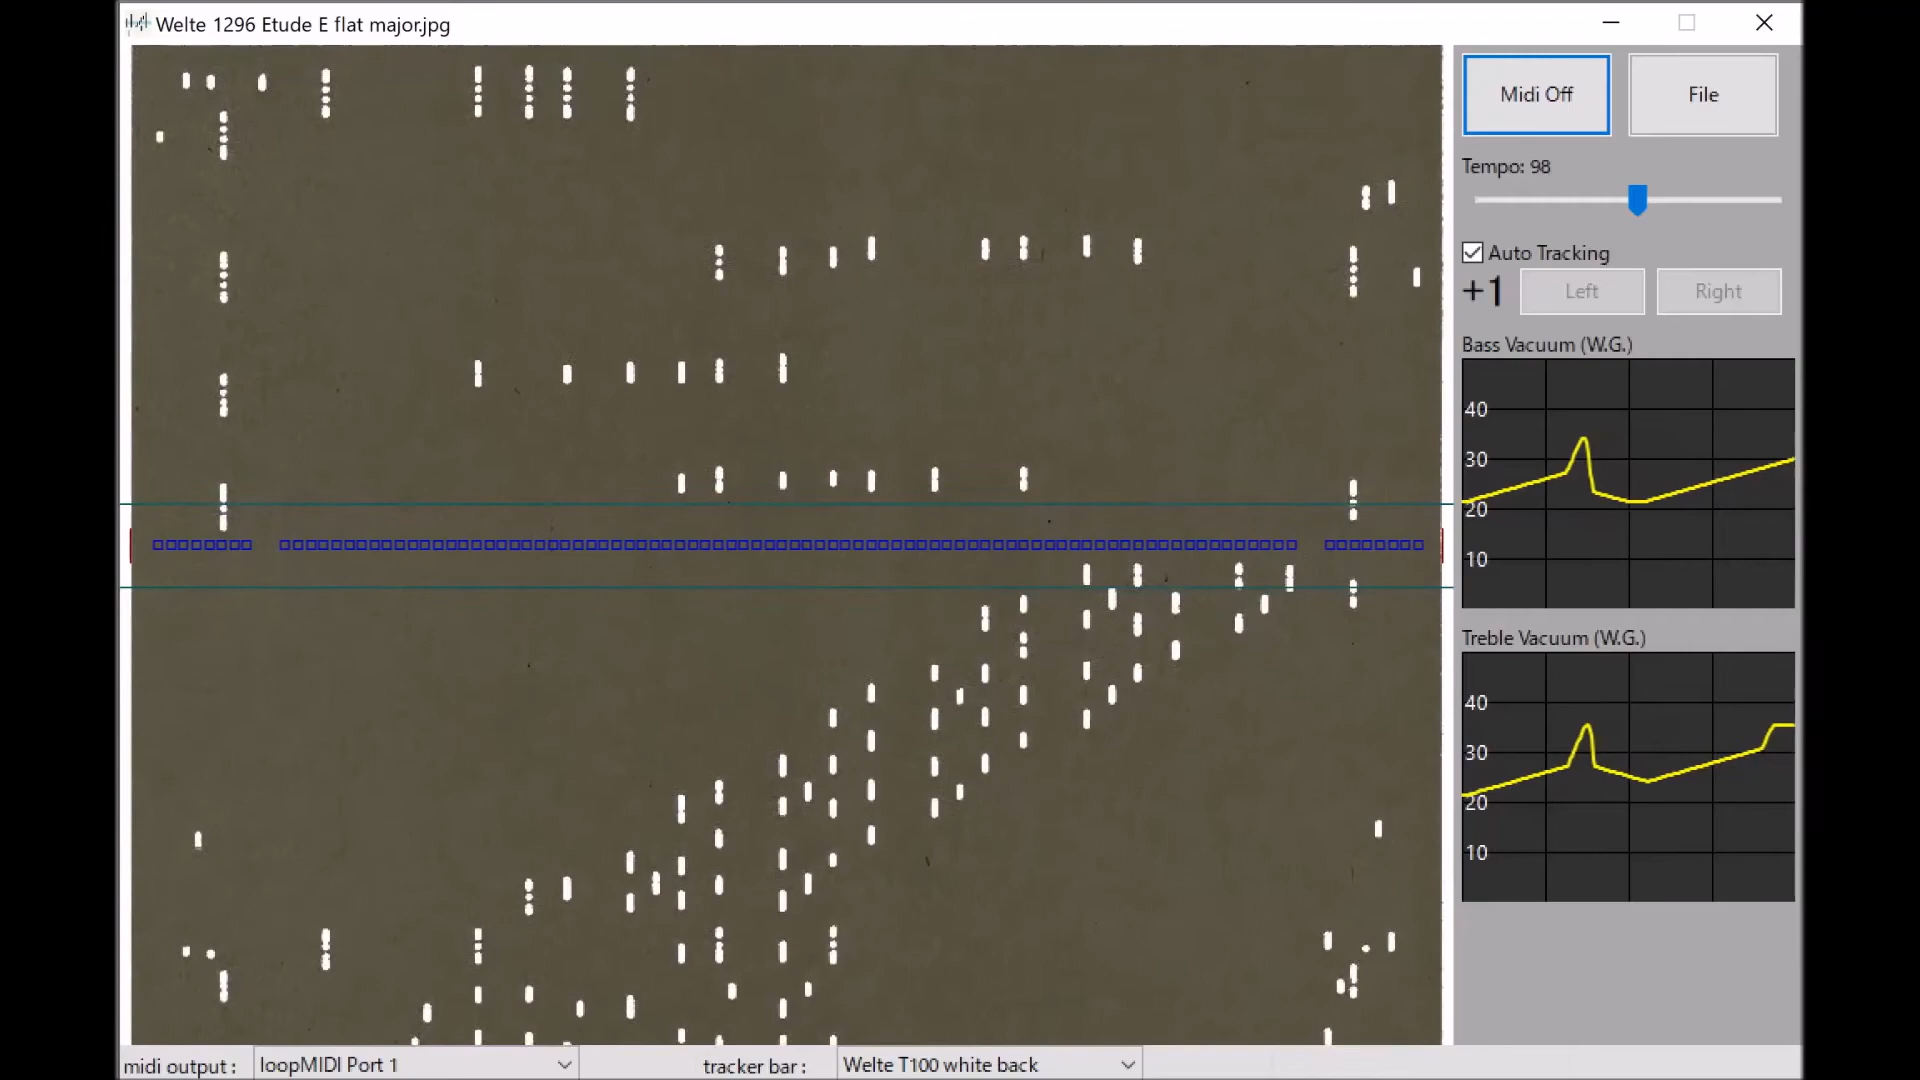 Welte 1296 Etude E flat major.jpg
Midi Off
File
Tempo: 98
Auto Tracking
+1
Left
Right
Bass Vacuum (W.G.)
40
30
20
10
Treble Vacuum (W.G.)
40
30
20
10
midi output :
loopMIDI Port 1
tracker bar :
Welte T100 white back